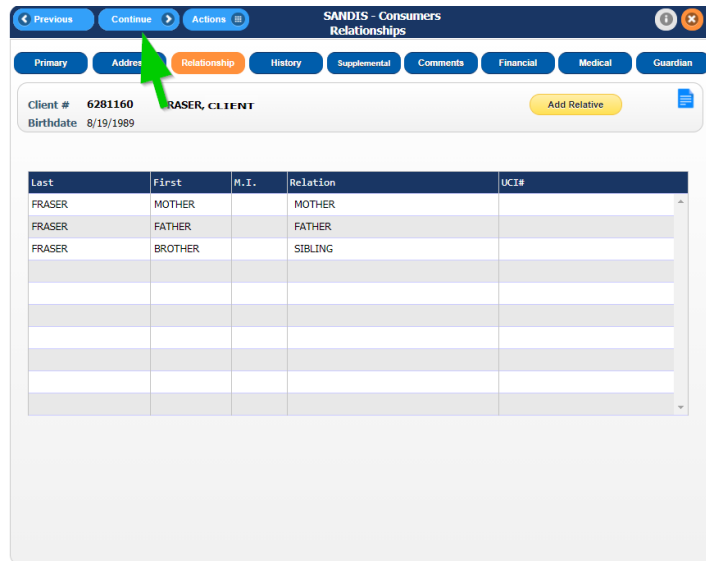 Previous Continue Actions SANDIS - Consumers
Relationships
Primary Relationship History Supplemental Comments Financial Medical Guardian
Client # 6281160 CLIENT Add Relative
Birthdate 8/19/1989
Last First M.I. Relation UCI#
FRASER MOTHER MOTHER
FRASER FATHER FATHER
FRASER BROTHER SIBLING